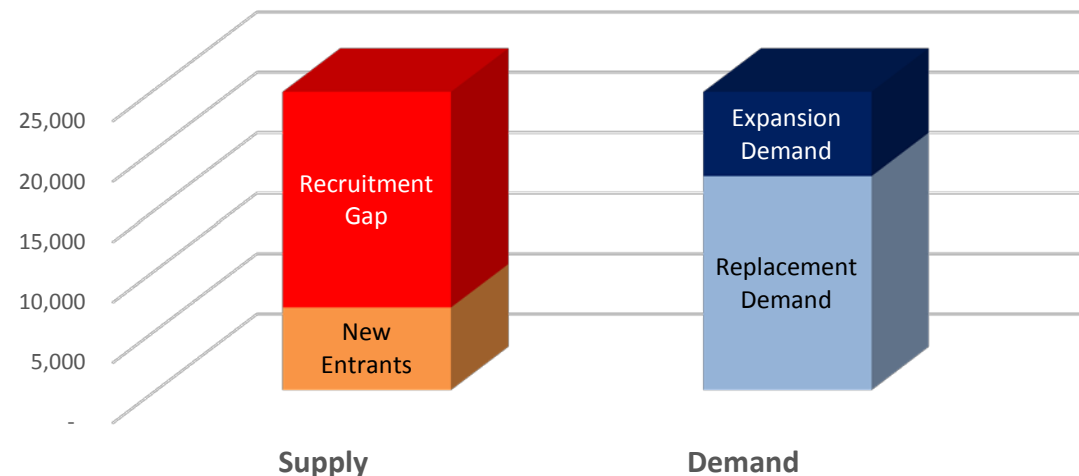 25,000
20,000
15,000
10,000
5,000
-
Recruitment
Gap
New
Entrants
Expansion
Demand
Replacement
Demand
Supply
Demand